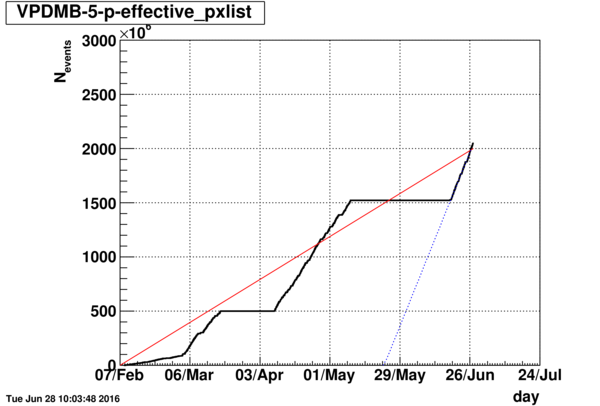 VPDMB-5-p-effective_pxlist
×10⁶
N_events
3000
2500
2000
1500
1000
500
0
07/Feb 06/Mar 03/Apr 01/May 29/May 26/Jun 24/Jul
day
Tue Jun 28 10:03:48 2016